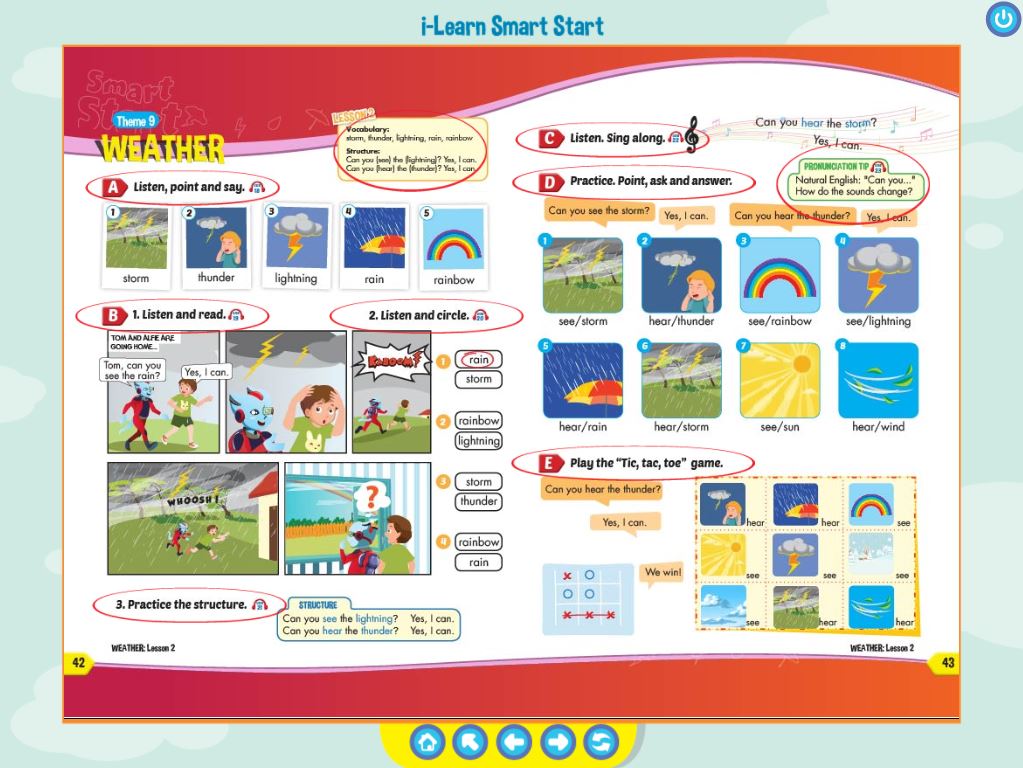 i-Learn Smart Start
Smart
Start
Theme 9
WEATHER
LESSON 2
Vocabulary:
storm, thunder, lightning, rain, rainbow
Structure:
Can you (see) the (lightning)? Yes, I can.
Can you (hear) the (thunder)? Yes, I can.
A Listen, point and say.
1
2
3
4
5
storm
thunder
lightning
rain
rainbow
B 1. Listen and read.
2. Listen and circle.
TOM AND ALFIE ARE
GOING HOME...
Tom, can you
see the rain?
Yes, I can.
KABOOM!
WHOOSH!
?
1 rain
storm
2 rainbow
lightning
3 storm
thunder
4 rainbow
rain
3. Practice the structure.
STRUCTURE
Can you see the lightning? Yes, I can.
Can you hear the thunder? Yes, I can.
WEATHER: Lesson 2
42
C Listen. Sing along.
Can you hear the storm?
Yes, I can.
D Practice. Point, ask and answer.
PRONUNCIATION TIP
Natural English: "Can you..."
How do the sounds change?
Can you see the storm?
Yes, I can.
Can you hear the thunder?
Yes, I can.
1
2
3
4
see/storm
hear/thunder
see/rainbow
see/lightning
5
6
7
8
hear/rain
hear/storm
see/sun
hear/wind
E Play the "Tic, tac, toe" game.
Can you hear the thunder?
Yes, I can.
We win!
hear
hear
see
see
see
see
see
hear
hear
WEATHER: Lesson 2
43